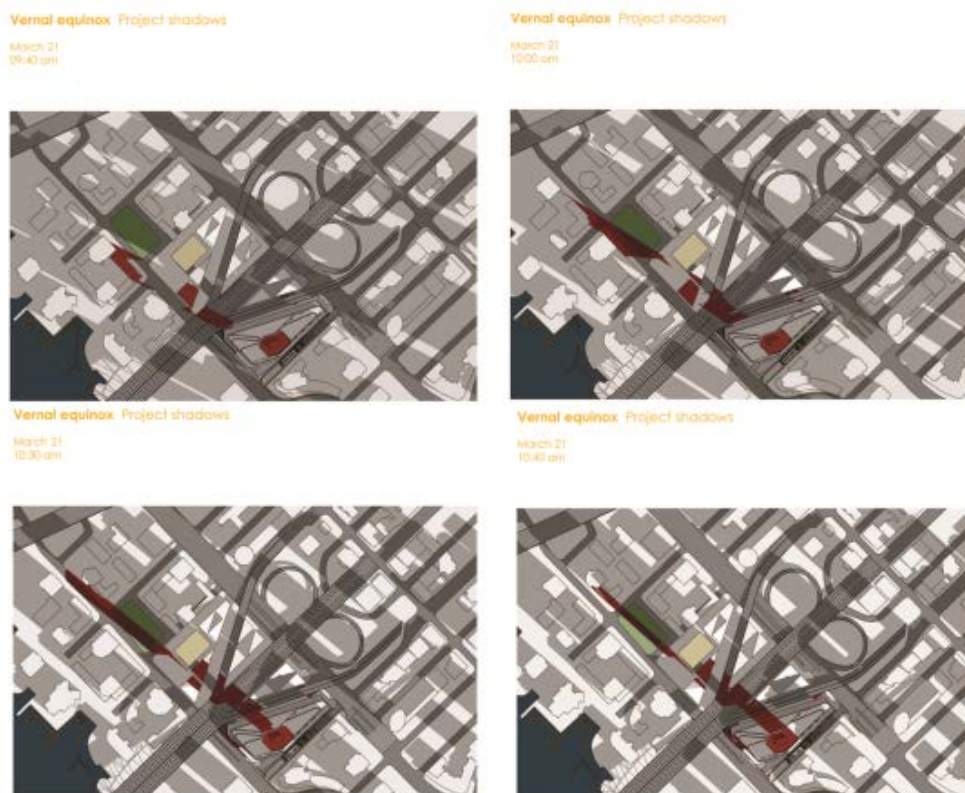 Vernal equinox Project shadows
March 21
09:40 am
Vernal equinox Project shadows
March 21
10:00 am
Vernal equinox Project shadows
March 21
10:30 am
Vernal equinox Project shadows
March 21
10:40 am